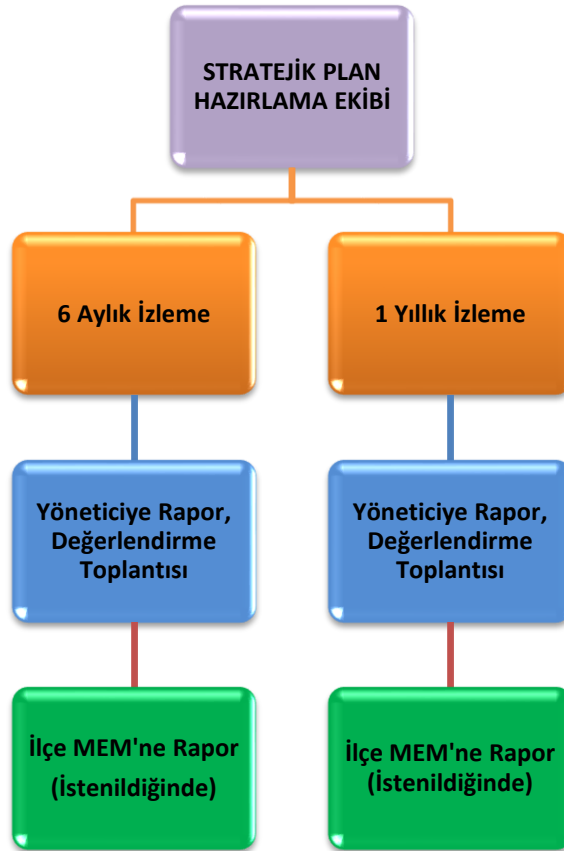 STRATEJİK PLAN
HAZIRLAMA EKİBİ
6 Aylık İzleme
1 Yıllık İzleme
Yöneticiye Rapor,
Değerlendirme
Toplantısı
Yöneticiye Rapor,
Değerlendirme
Toplantısı
İlçe MEM'ne Rapor
(İstenildiğinde)
İlçe MEM'ne Rapor
(İstenildiğinde)